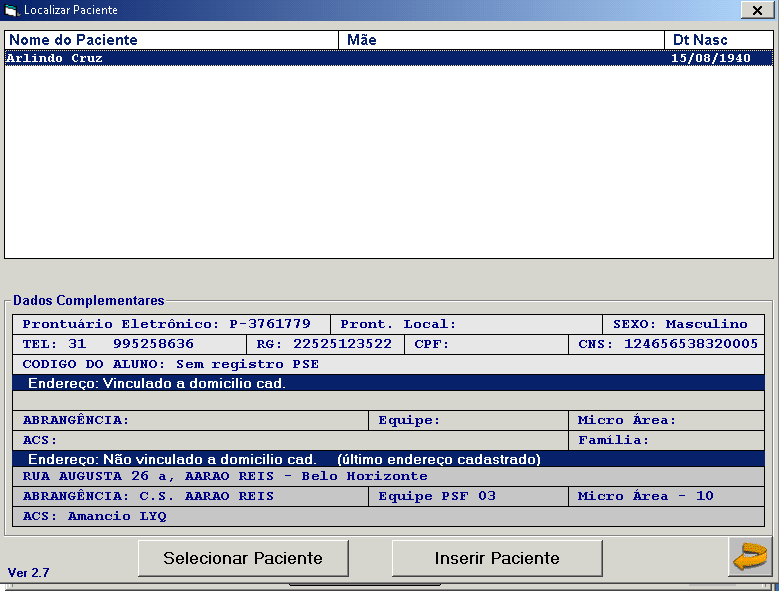 Localizar Paciente
Nome do Paciente Mãe Dt Nasc
Arlindo Cruz 15/08/1940
Dados Complementares
Prontuário Eletrônico: P-3761779 Pront. Local: SEXO: Masculino
TEL: 31 995258636 RG: 22525123522 CPF: CNS: 124656538320005
CODIGO DO ALUNO: Sem registro PSE
Endereço: Vinculado a domicilio cad.
ABRANGÊNCIA: Equipe: Micro Área:
ACS: Família:
Endereço: Não vinculado a domicilio cad. (último endereço cadastrado)
RUA AUGUSTA 26 a, AARAO REIS - Belo Horizonte
ABRANGÊNCIA: C.S. AARAO REIS Equipe PSF 03 Micro Área - 10
ACS: Amancio LYQ
Selecionar Paciente Inserir Paciente
Ver 2.7